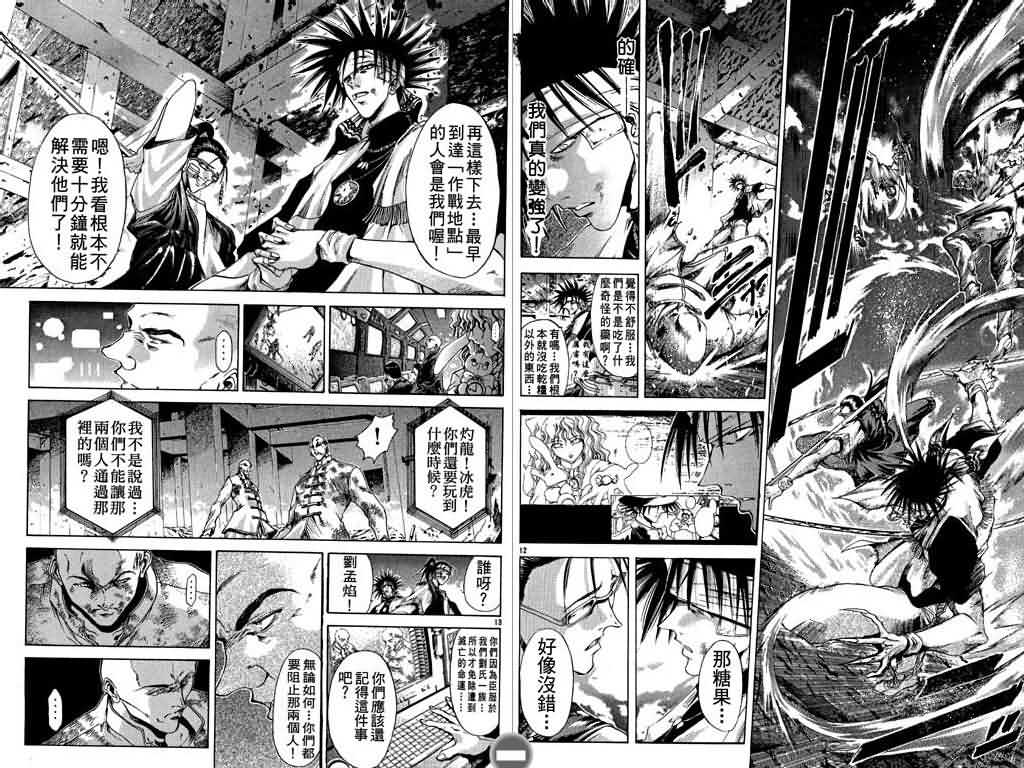 的確
我們真的變強了！
覺得不舒服！？我
們是不是吃了什
麼奇怪的藥啊？
有嗎…我們根
本就沒吃乾糧
以外的東西…
12
那糖果…
好像沒錯…
再這樣下去…最早
到達「作戰地點」
的人會是我們喔！
嗯！我看根本不
需要十分鐘就能
解決他們了！
‥‥
灼龍！冰虎！
你們還要玩到
什麼時候？
！
我不是說過…
你們不能讓那
兩個人通過那
裡的嗎？
誰呀？
劉孟焰！
13
你們因為臣服於
我們劉氏一族…
所以才免除遭到
滅亡的命運……
你們應該還
記得這件事
吧？
無論如何…你們都
要阻止那兩個人！
‥‥
‥‥